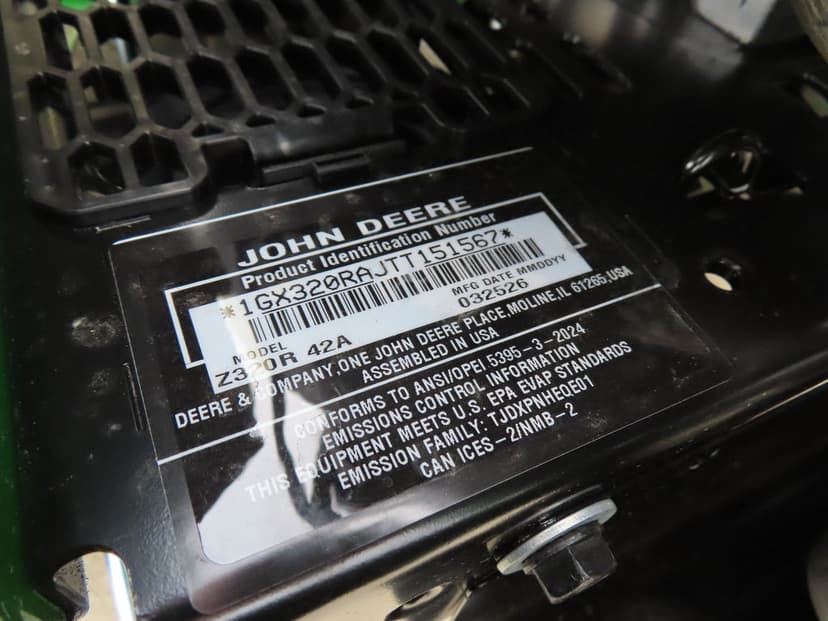 JOHN DEERE
Product Identification Number
*1GX320RAJTT151567*
MODEL MFG DATE MMDDYY
Z320R 42A 032526
DEERE & COMPANY,ONE JOHN DEERE PLACE,MOLINE,IL 61265,USA
ASSEMBLED IN USA
CONFORMS TO ANSI/OPEI 5395-3-2024
EMISSIONS CONTROL INFORMATION
THIS EQUIPMENT MEETS U.S. EPA EVAP STANDARDS
EMISSION FAMILY: TJDXPNHEQE01
CAN ICES-2/NMB-2